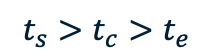 t_s > t_c > t_e